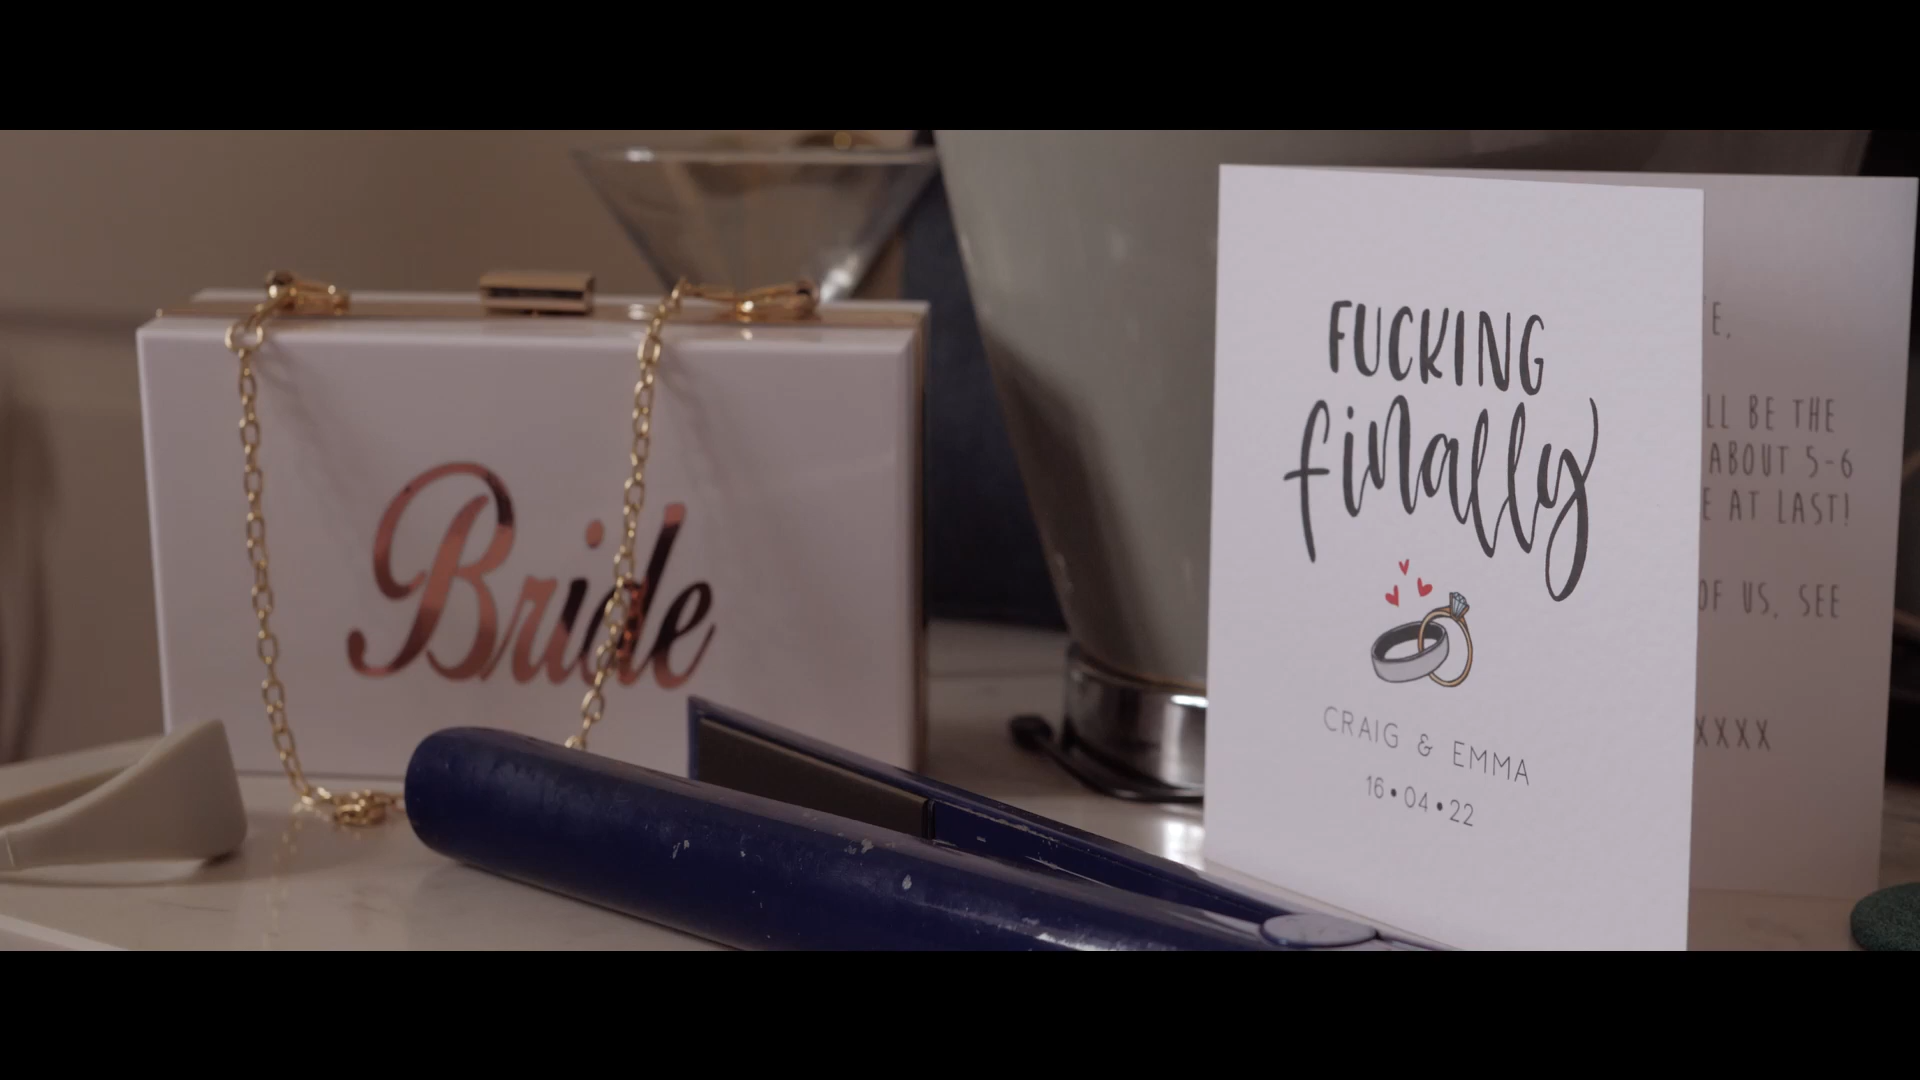 Bride
FUCKING
finally
CRAIG & EMMA
16•04•22
BE THE
ABOUT 5-6
AT LAST!
OF US, SEE
XXXX